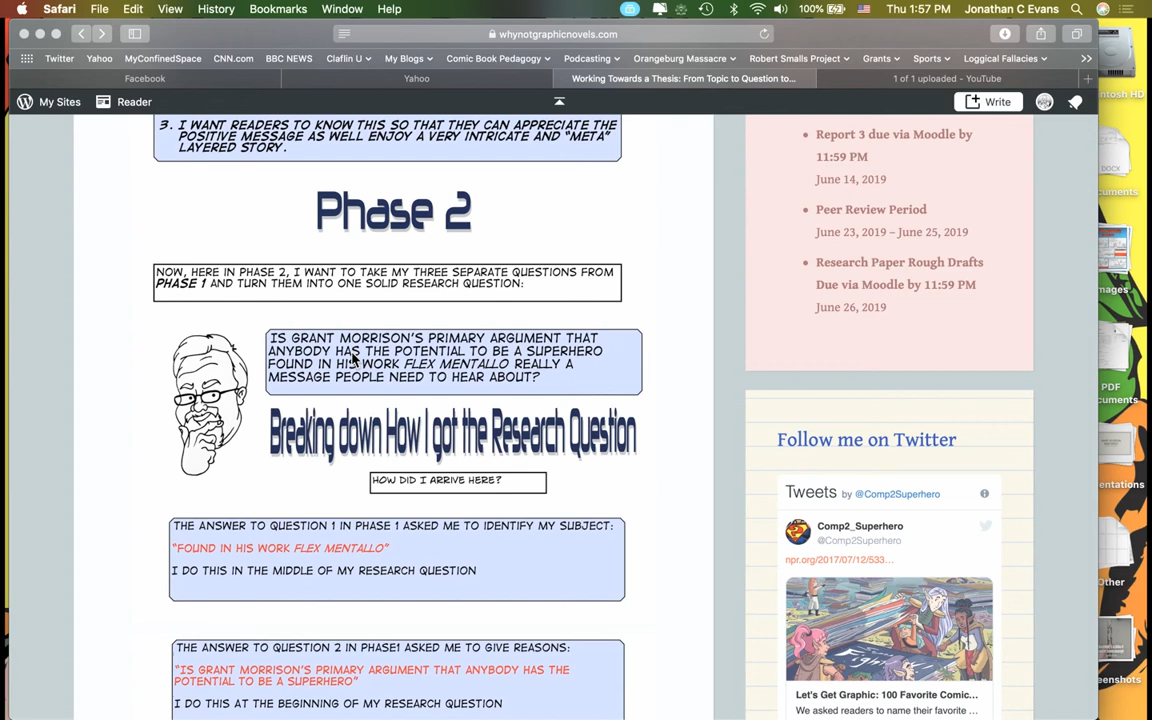 Safari File Edit View History Bookmarks Window Help 100% Thu 1:57 PM Jonathan C Evans
whynotgraphicnovels.com
Twitter Yahoo MyConfinedSpace CNN.com BBC NEWS Claflin U My Blogs Comic Book Pedagogy Podcasting Orangeburg Massacre Robert Smalls Project Grants Sports Loggical Fallacies
Facebook Yahoo Working Towards a Thesis: From Topic to Question to... 1 of 1 uploaded - YouTube
My Sites Reader Write
3. I WANT READERS TO KNOW THIS SO THAT THEY CAN APPRECIATE THE
POSITIVE MESSAGE AS WELL ENJOY A VERY INTRICATE AND "META"
LAYERED STORY.
Phase 2
NOW, HERE IN PHASE 2, I WANT TO TAKE MY THREE SEPARATE QUESTIONS FROM
PHASE 1 AND TURN THEM INTO ONE SOLID RESEARCH QUESTION:
IS GRANT MORRISON'S PRIMARY ARGUMENT THAT
ANYBODY HAS THE POTENTIAL TO BE A SUPERHERO
FOUND IN HIS WORK FLEX MENTALLO REALLY A
MESSAGE PEOPLE NEED TO HEAR ABOUT?
Breaking down How I got the Research Question
HOW DID I ARRIVE HERE?
THE ANSWER TO QUESTION 1 IN PHASE 1 ASKED ME TO IDENTIFY MY SUBJECT:
"FOUND IN HIS WORK FLEX MENTALLO"
I DO THIS IN THE MIDDLE OF MY RESEARCH QUESTION
THE ANSWER TO QUESTION 2 IN PHASE1 ASKED ME TO GIVE REASONS:
"IS GRANT MORRISON'S PRIMARY ARGUMENT THAT ANYBODY HAS THE
POTENTIAL TO BE A SUPERHERO"
I DO THIS AT THE BEGINNING OF MY RESEARCH QUESTION
Report 3 due via Moodle by
11:59 PM
June 14, 2019
Peer Review Period
June 23, 2019 – June 25, 2019
Research Paper Rough Drafts
Due via Moodle by 11:59 PM
June 26, 2019
Follow me on Twitter
Tweets by @Comp2Superhero
Comp2_Superhero
@Comp2Superhero
npr.org/2017/07/12/533…
Let's Get Graphic: 100 Favorite Comic...
We asked readers to name their favorite ...
ntosh HD
DOCX
cuments
mages
PDF
cuments
entations
Other
eenshots